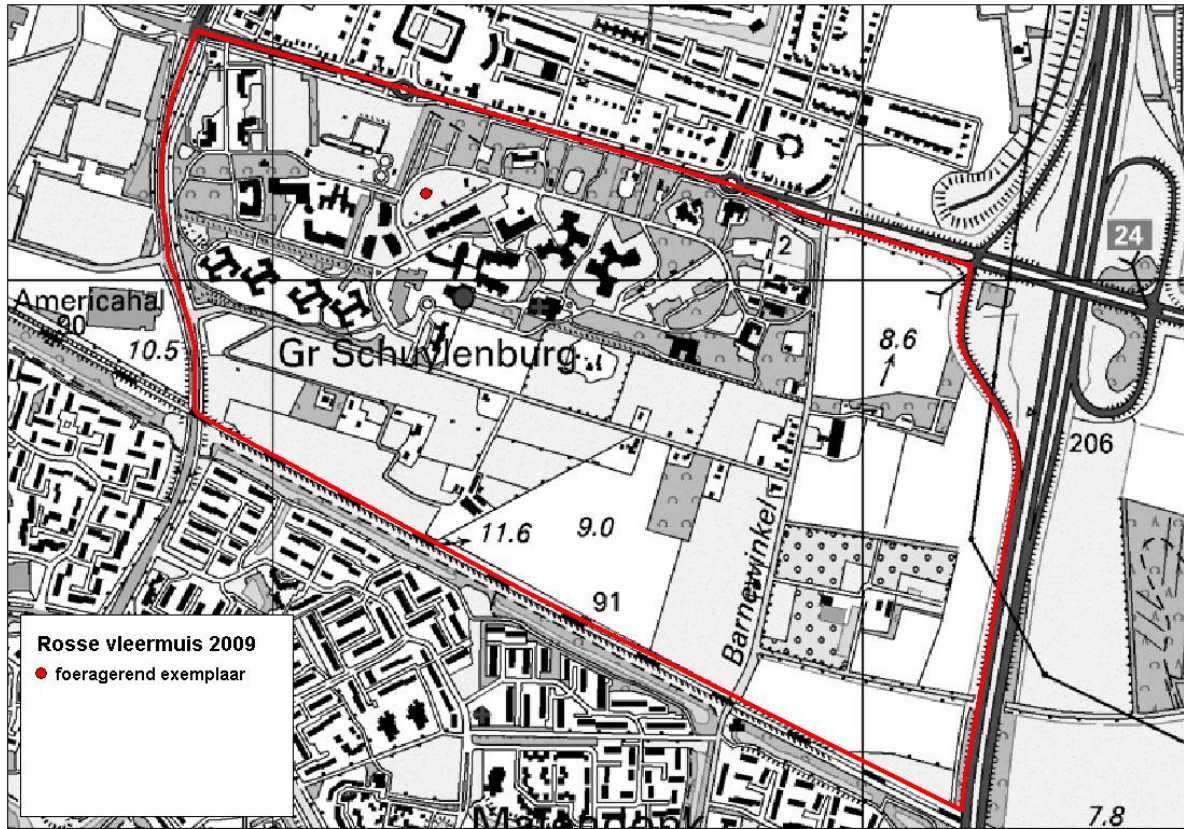 24
2
Americahal
90
10.5
Gr Schuylenburg
8.6
206
11.6
9.0
Barnewinkel
91
Rosse vleermuis 2009
foeragerend exemplaar
7.8